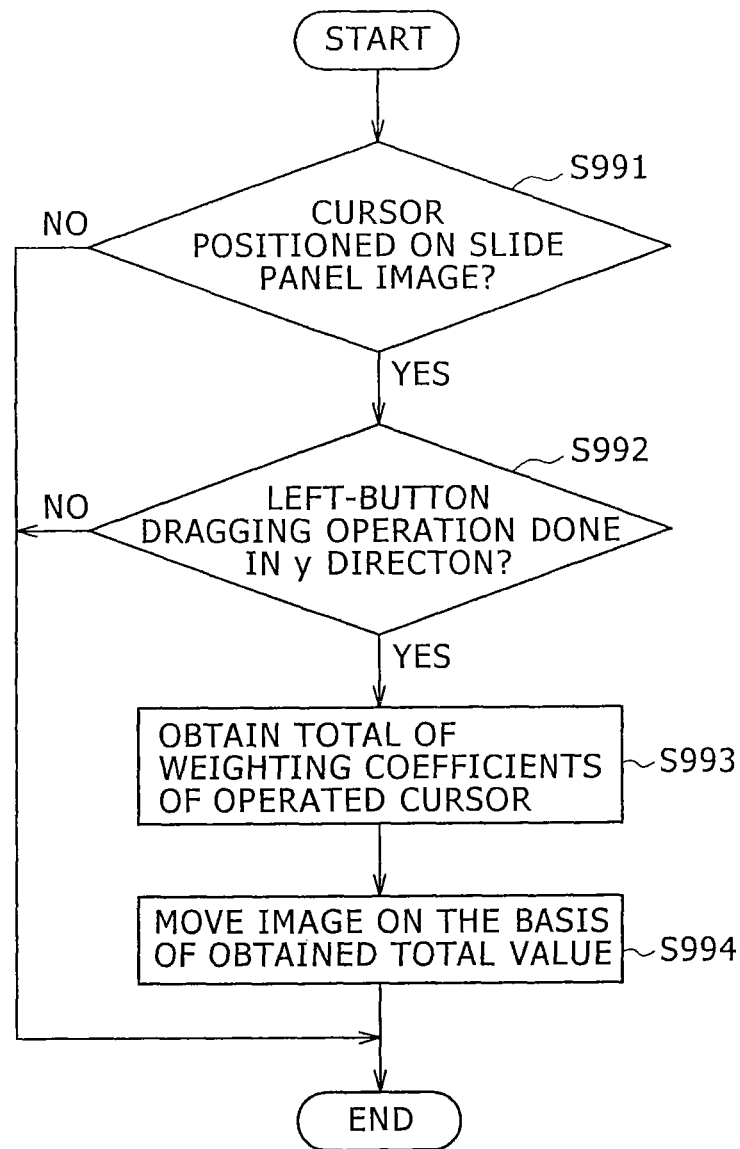 START
S991
NO
CURSOR
POSITIONED ON SLIDE
PANEL IMAGE?
YES
S992
NO
LEFT-BUTTON
DRAGGING OPERATION DONE
IN y DIRECTON?
YES
OBTAIN TOTAL OF
WEIGHTING COEFFICIENTS
OF OPERATED CURSOR
S993
MOVE IMAGE ON THE BASIS
OF OBTAINED TOTAL VALUE
S994
END